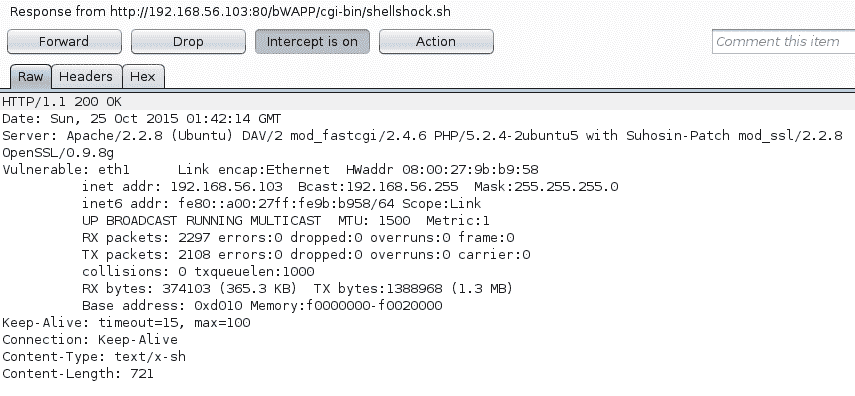 Response from http://192.168.56.103:80/bWAPP/cgi-bin/shellshock.sh
Forward Drop Intercept is on Action Comment this item
Raw Headers Hex
HTTP/1.1 200 OK
Date: Sun, 25 Oct 2015 01:42:14 GMT
Server: Apache/2.2.8 (Ubuntu) DAV/2 mod_fastcgi/2.4.6 PHP/5.2.4-2ubuntu5 with Suhosin-Patch mod_ssl/2.2.8
OpenSSL/0.9.8g
Vulnerable: eth1      Link encap:Ethernet  HWaddr 08:00:27:9b:b9:58
          inet addr: 192.168.56.103  Bcast:192.168.56.255  Mask:255.255.255.0
          inet6 addr: fe80::a00:27ff:fe9b:b958/64 Scope:Link
          UP BROADCAST RUNNING MULTICAST  MTU: 1500  Metric:1
          RX packets: 2297 errors:0 dropped:0 overruns:0 frame:0
          TX packets: 2108 errors:0 dropped:0 overruns:0 carrier:0
          collisions: 0 txqueuelen:1000
          RX bytes: 374103 (365.3 KB)  TX bytes:1388968 (1.3 MB)
          Base address: 0xd010 Memory:f0000000-f0020000
Keep-Alive: timeout=15, max=100
Connection: Keep-Alive
Content-Type: text/x-sh
Content-Length: 721